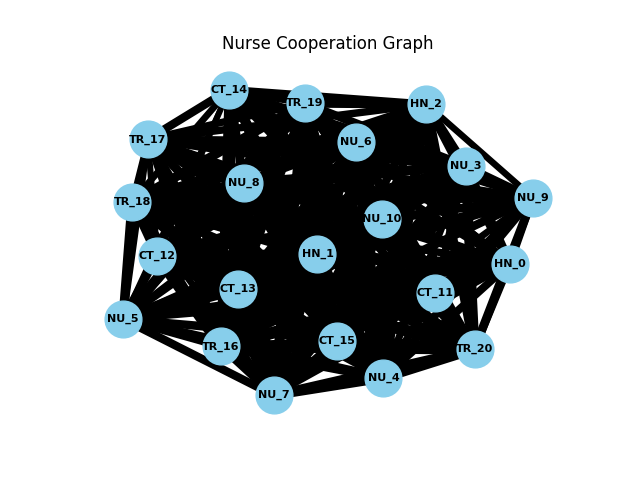 Nurse Cooperation Graph
CT_14
TR_19
HN_2
TR_17
NU_6
NU_3
NU_8
NU_9
TR_18
NU_10
CT_12
HN_1
HN_0
CT_13
CT_11
NU_5
TR_16
CT_15
TR_20
NU_4
NU_7